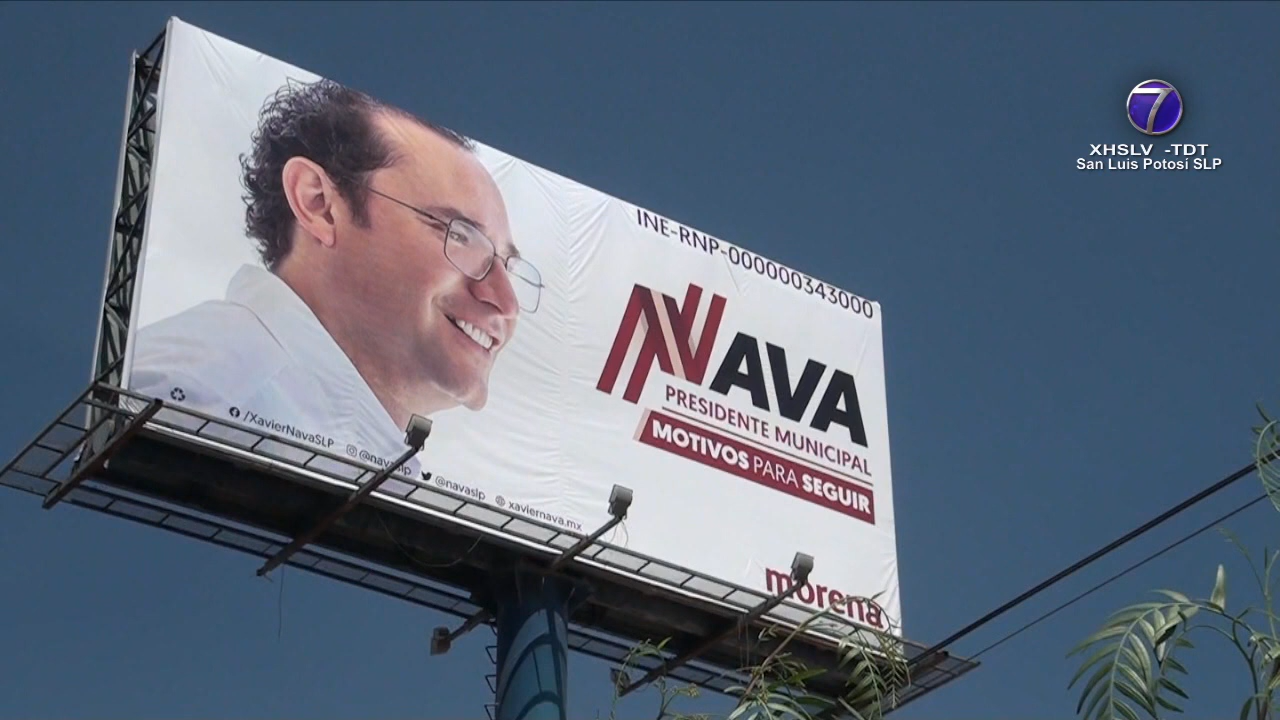 7
XHSLV -TDT
San Luis Potosí SLP
INE-RNP-000000343000
NAVA
PRESIDENTE MUNICIPAL
MOTIVOS PARA SEGUIR
/XavierNavaSLP
@navaslp
@navaslp
xaviernava.mx
morena